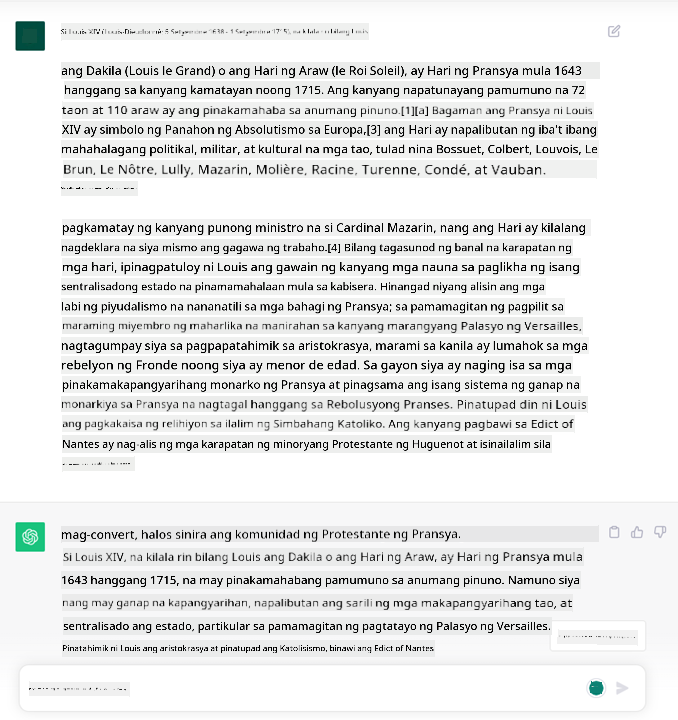 Si Louis XIV (Louis-Dieudonné; 5 Setyembre 1638 - 1 Setyembre 1715), na kilala rin bilang Louis
ang Dakila (Louis le Grand) o ang Hari ng Araw (le Roi Soleil), ay Hari ng Pransya mula 1643
hanggang sa kanyang kamatayan noong 1715. Ang kanyang napatunayang pamumuno na 72
taon at 110 araw ay ang pinakamahaba sa anumang pinuno.[1][a] Bagaman ang Pransya ni Louis
XIV ay simbolo ng Panahon ng Absolutismo sa Europa,[3] ang Hari ay napalibutan ng iba't ibang
mahahalagang politikal, militar, at kultural na mga tao, tulad nina Bossuet, Colbert, Louvois, Le
Brun, Le Nôtre, Lully, Mazarin, Molière, Racine, Turenne, Condé, at Vauban.
pagkamatay ng kanyang punong ministro na si Cardinal Mazarin, nang ang Hari ay kilalang
nagdeklara na siya mismo ang gagawa ng trabaho.[4] Bilang tagasunod ng banal na karapatan ng
mga hari, ipinagpatuloy ni Louis ang gawain ng kanyang mga nauna sa paglikha ng isang
sentralisadong estado na pinamamahalaan mula sa kabisera. Hinangad niyang alisin ang mga
labi ng piyudalismo na nananatili sa mga bahagi ng Pransya; sa pamamagitan ng pagpilit sa
maraming miyembro ng maharlika na manirahan sa kanyang marangyang Palasyo ng Versailles,
nagtagumpay siya sa pagpapatahimik sa aristokrasya, marami sa kanila ay lumahok sa mga
rebelyon ng Fronde noong siya ay menor de edad. Sa gayon siya ay naging isa sa mga
pinakamakapangyarihang monarko ng Pransya at pinagsama ang isang sistema ng ganap na
monarkiya sa Pransya na nagtagal hanggang sa Rebolusyong Pranses. Pinatupad din ni Louis
ang pagkakaisa ng relihiyon sa ilalim ng Simbahang Katoliko. Ang kanyang pagbawi sa Edict of
Nantes ay nag-alis ng mga karapatan ng minoryang Protestante ng Huguenot at isinailalim sila
mag-convert, halos sinira ang komunidad ng Protestante ng Pransya.
Si Louis XIV, na kilala rin bilang Louis ang Dakila o ang Hari ng Araw, ay Hari ng Pransya mula
1643 hanggang 1715, na may pinakamahabang pamumuno sa anumang pinuno. Namuno siya
nang may ganap na kapangyarihan, napalibutan ang sarili ng mga makapangyarihang tao, at
sentralisado ang estado, partikular sa pamamagitan ng pagtatayo ng Palasyo ng Versailles.
Pinatahimik ni Louis ang aristokrasya at pinatupad ang Katolisismo, binawi ang Edict of Nantes